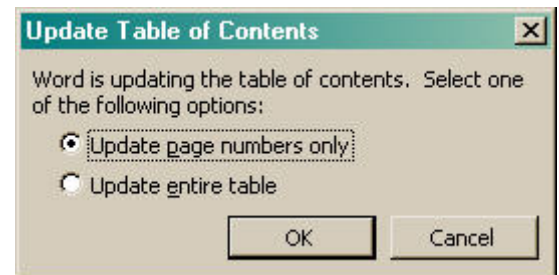 Update Table of Contents
Word is updating the table of contents. Select one
of the following options:
Update page numbers only
Update entire table
OK Cancel